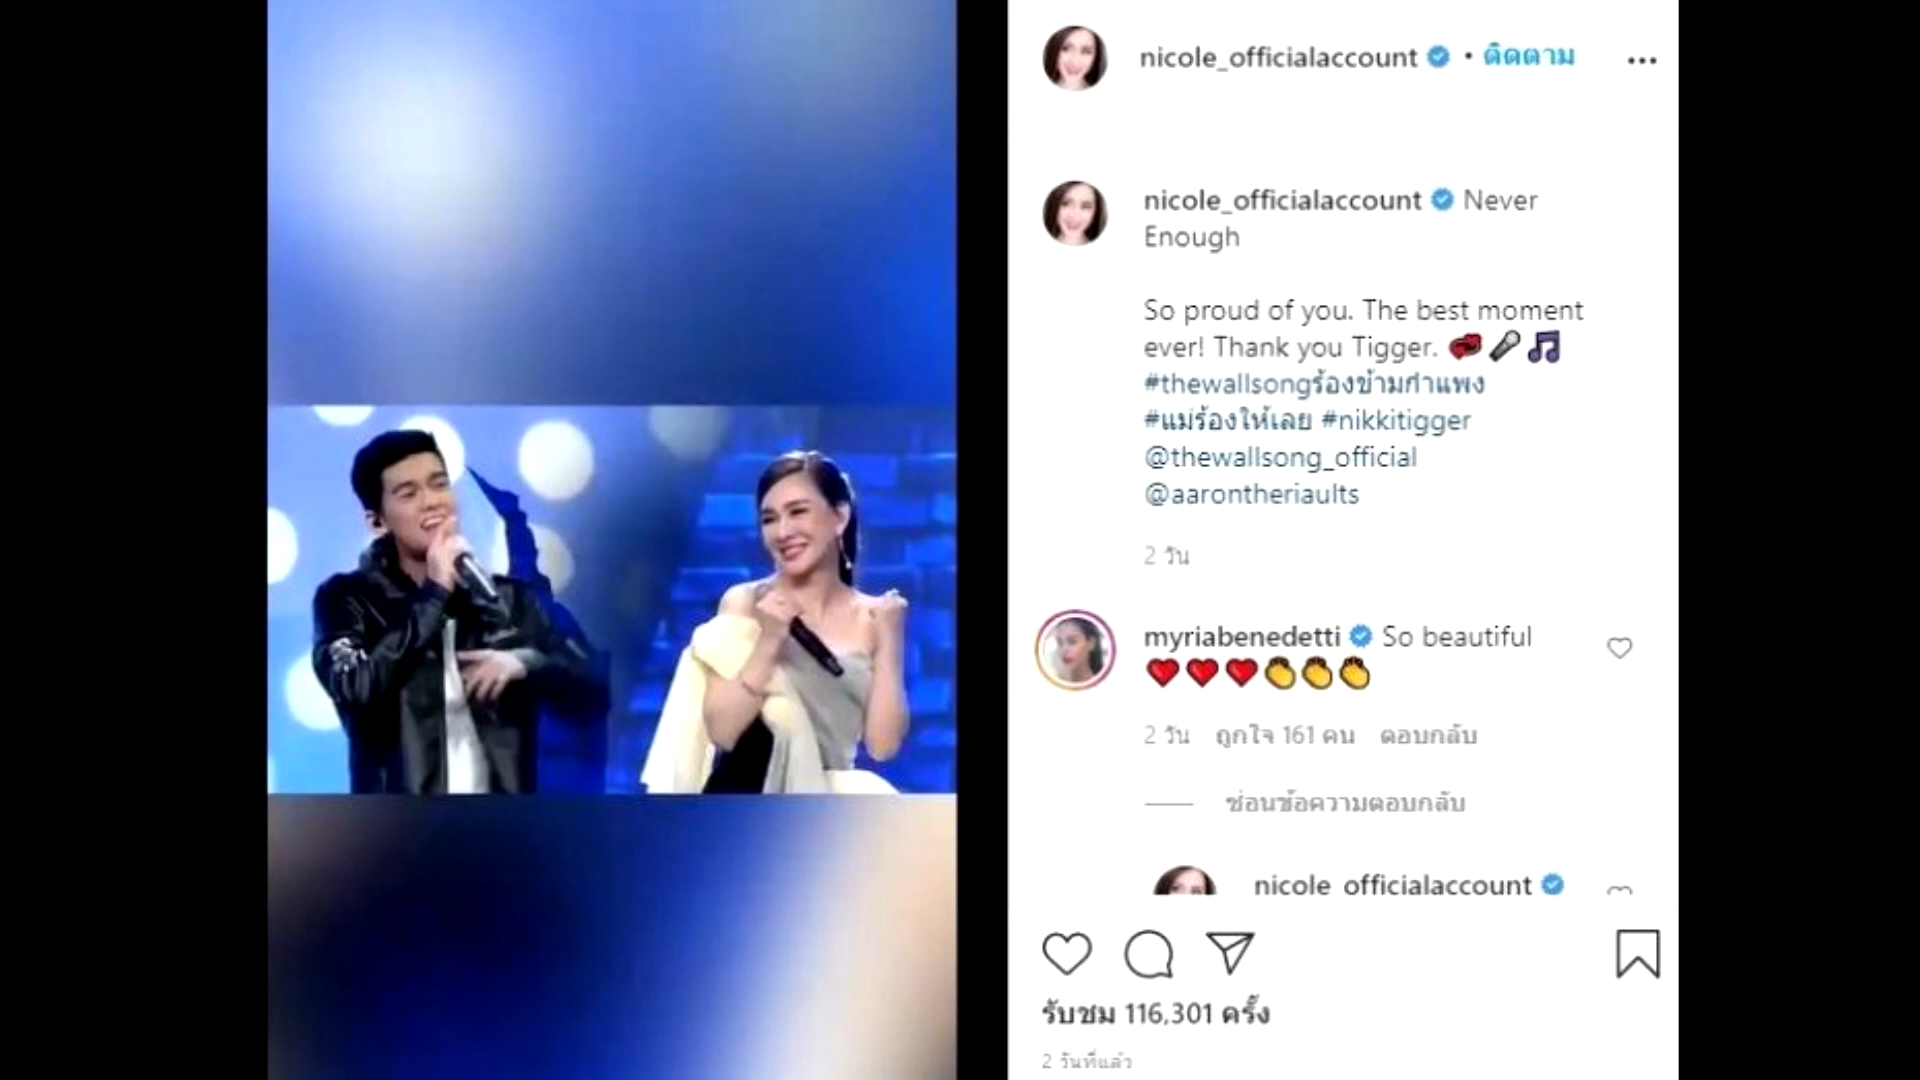 nicole_officialaccount • ติดตาม
nicole_officialaccount Never
Enough
So proud of you. The best moment
ever! Thank you Tigger. 💋🎤🎵
#thewallsongร้องข้ามกำแพง
#แม่ร้องให้เลย #nikkitigger
@thewallsong_official
@aarontheriaults
2 วัน
myriabenedetti So beautiful
❤️❤️❤️👏👏👏
2 วัน ถูกใจ 161 คน ตอบกลับ
ซ่อนข้อความตอบกลับ
nicole_officialaccount
รับชม 116,301 ครั้ง
2 วันที่แล้ว